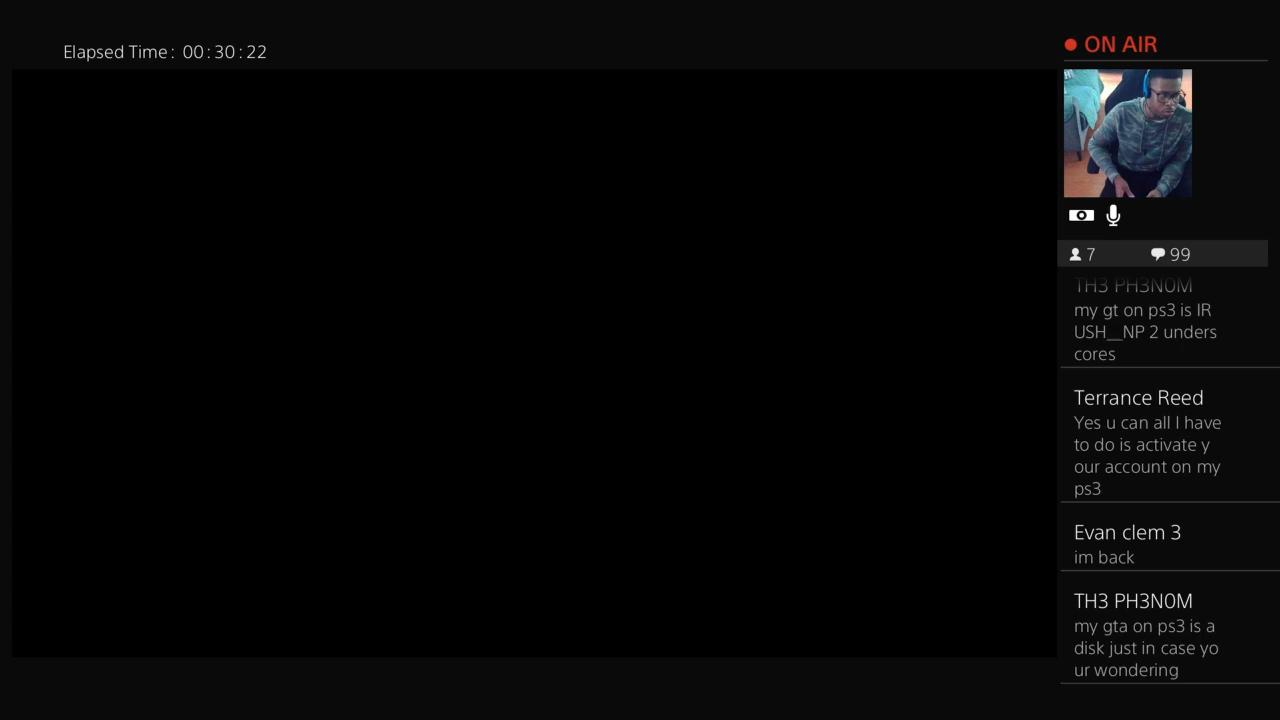 Elapsed Time: 00:30:22
ON AIR
7 99
TH3 PH3N0M
my gt on ps3 is IR
USH__NP 2 unders
cores
Terrance Reed
Yes u can all I have
to do is activate y
our account on my
ps3
Evan clem 3
im back
TH3 PH3N0M
my gta on ps3 is a
disk just in case yo
ur wondering